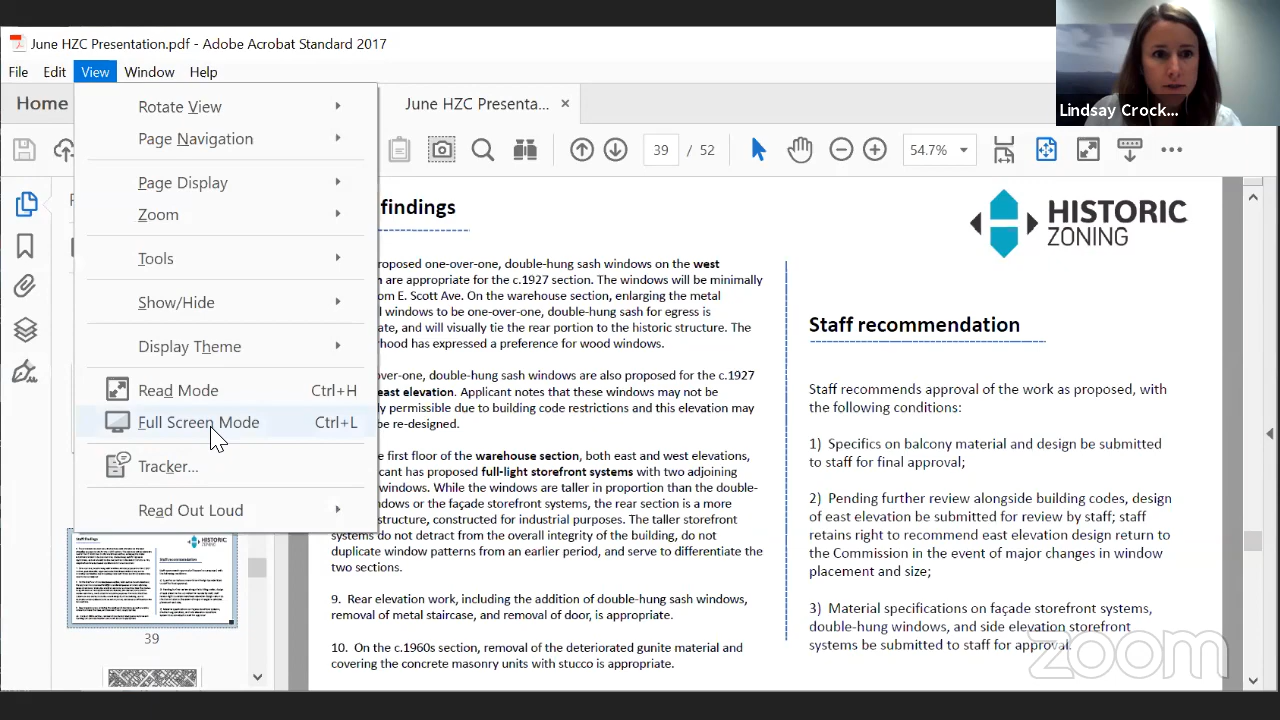 June HZC Presentation.pdf - Adobe Acrobat Standard 2017
File Edit View Window Help
Home
June HZC Presenta... ×
39 / 52
54.7%
Rotate View
Page Navigation
Page Display
Zoom
Tools
Show/Hide
Display Theme
Read Mode Ctrl+H
Full Screen Mode Ctrl+L
Tracker...
Read Out Loud
39
findings
roposed one-over-one, double-hung sash windows on the west
are appropriate for the c.1927 section. The windows will be minimally
om E. Scott Ave. On the warehouse section, enlarging the metal
windows to be one-over-one, double-hung sash for egress is
ate, and will visually tie the rear portion to the historic structure. The
rhood has expressed a preference for wood windows.
over-one, double-hung sash windows are also proposed for the c.1927
east elevation. Applicant notes that these windows may not be
ly permissible due to building code restrictions and this elevation may
be re-designed.
e first floor of the warehouse section, both east and west elevations,
cant has proposed full-light storefront systems with two adjoining
windows. While the windows are taller in proportion than the double-
ndows or the façade storefront systems, the rear section is a more
structure, constructed for industrial purposes. The taller storefront
systems do not detract from the overall integrity of the building, do not
duplicate window patterns from an earlier period, and serve to differentiate the
two sections.
9. Rear elevation work, including the addition of double-hung sash windows,
removal of metal staircase, and removal of door, is appropriate.
10. On the c.1960s section, removal of the deteriorated gunite material and
covering the concrete masonry units with stucco is appropriate.
HISTORIC
ZONING
Staff recommendation
Staff recommends approval of the work as proposed, with
the following conditions:
1) Specifics on balcony material and design be submitted
to staff for final approval;
2) Pending further review alongside building codes, design
of east elevation be submitted for review by staff; staff
retains right to recommend east elevation design return to
the Commission in the event of major changes in window
placement and size;
3) Material specifications on façade storefront systems,
double-hung windows, and side elevation storefront
systems be submitted to staff for approval.
Lindsay Crock...
zoom